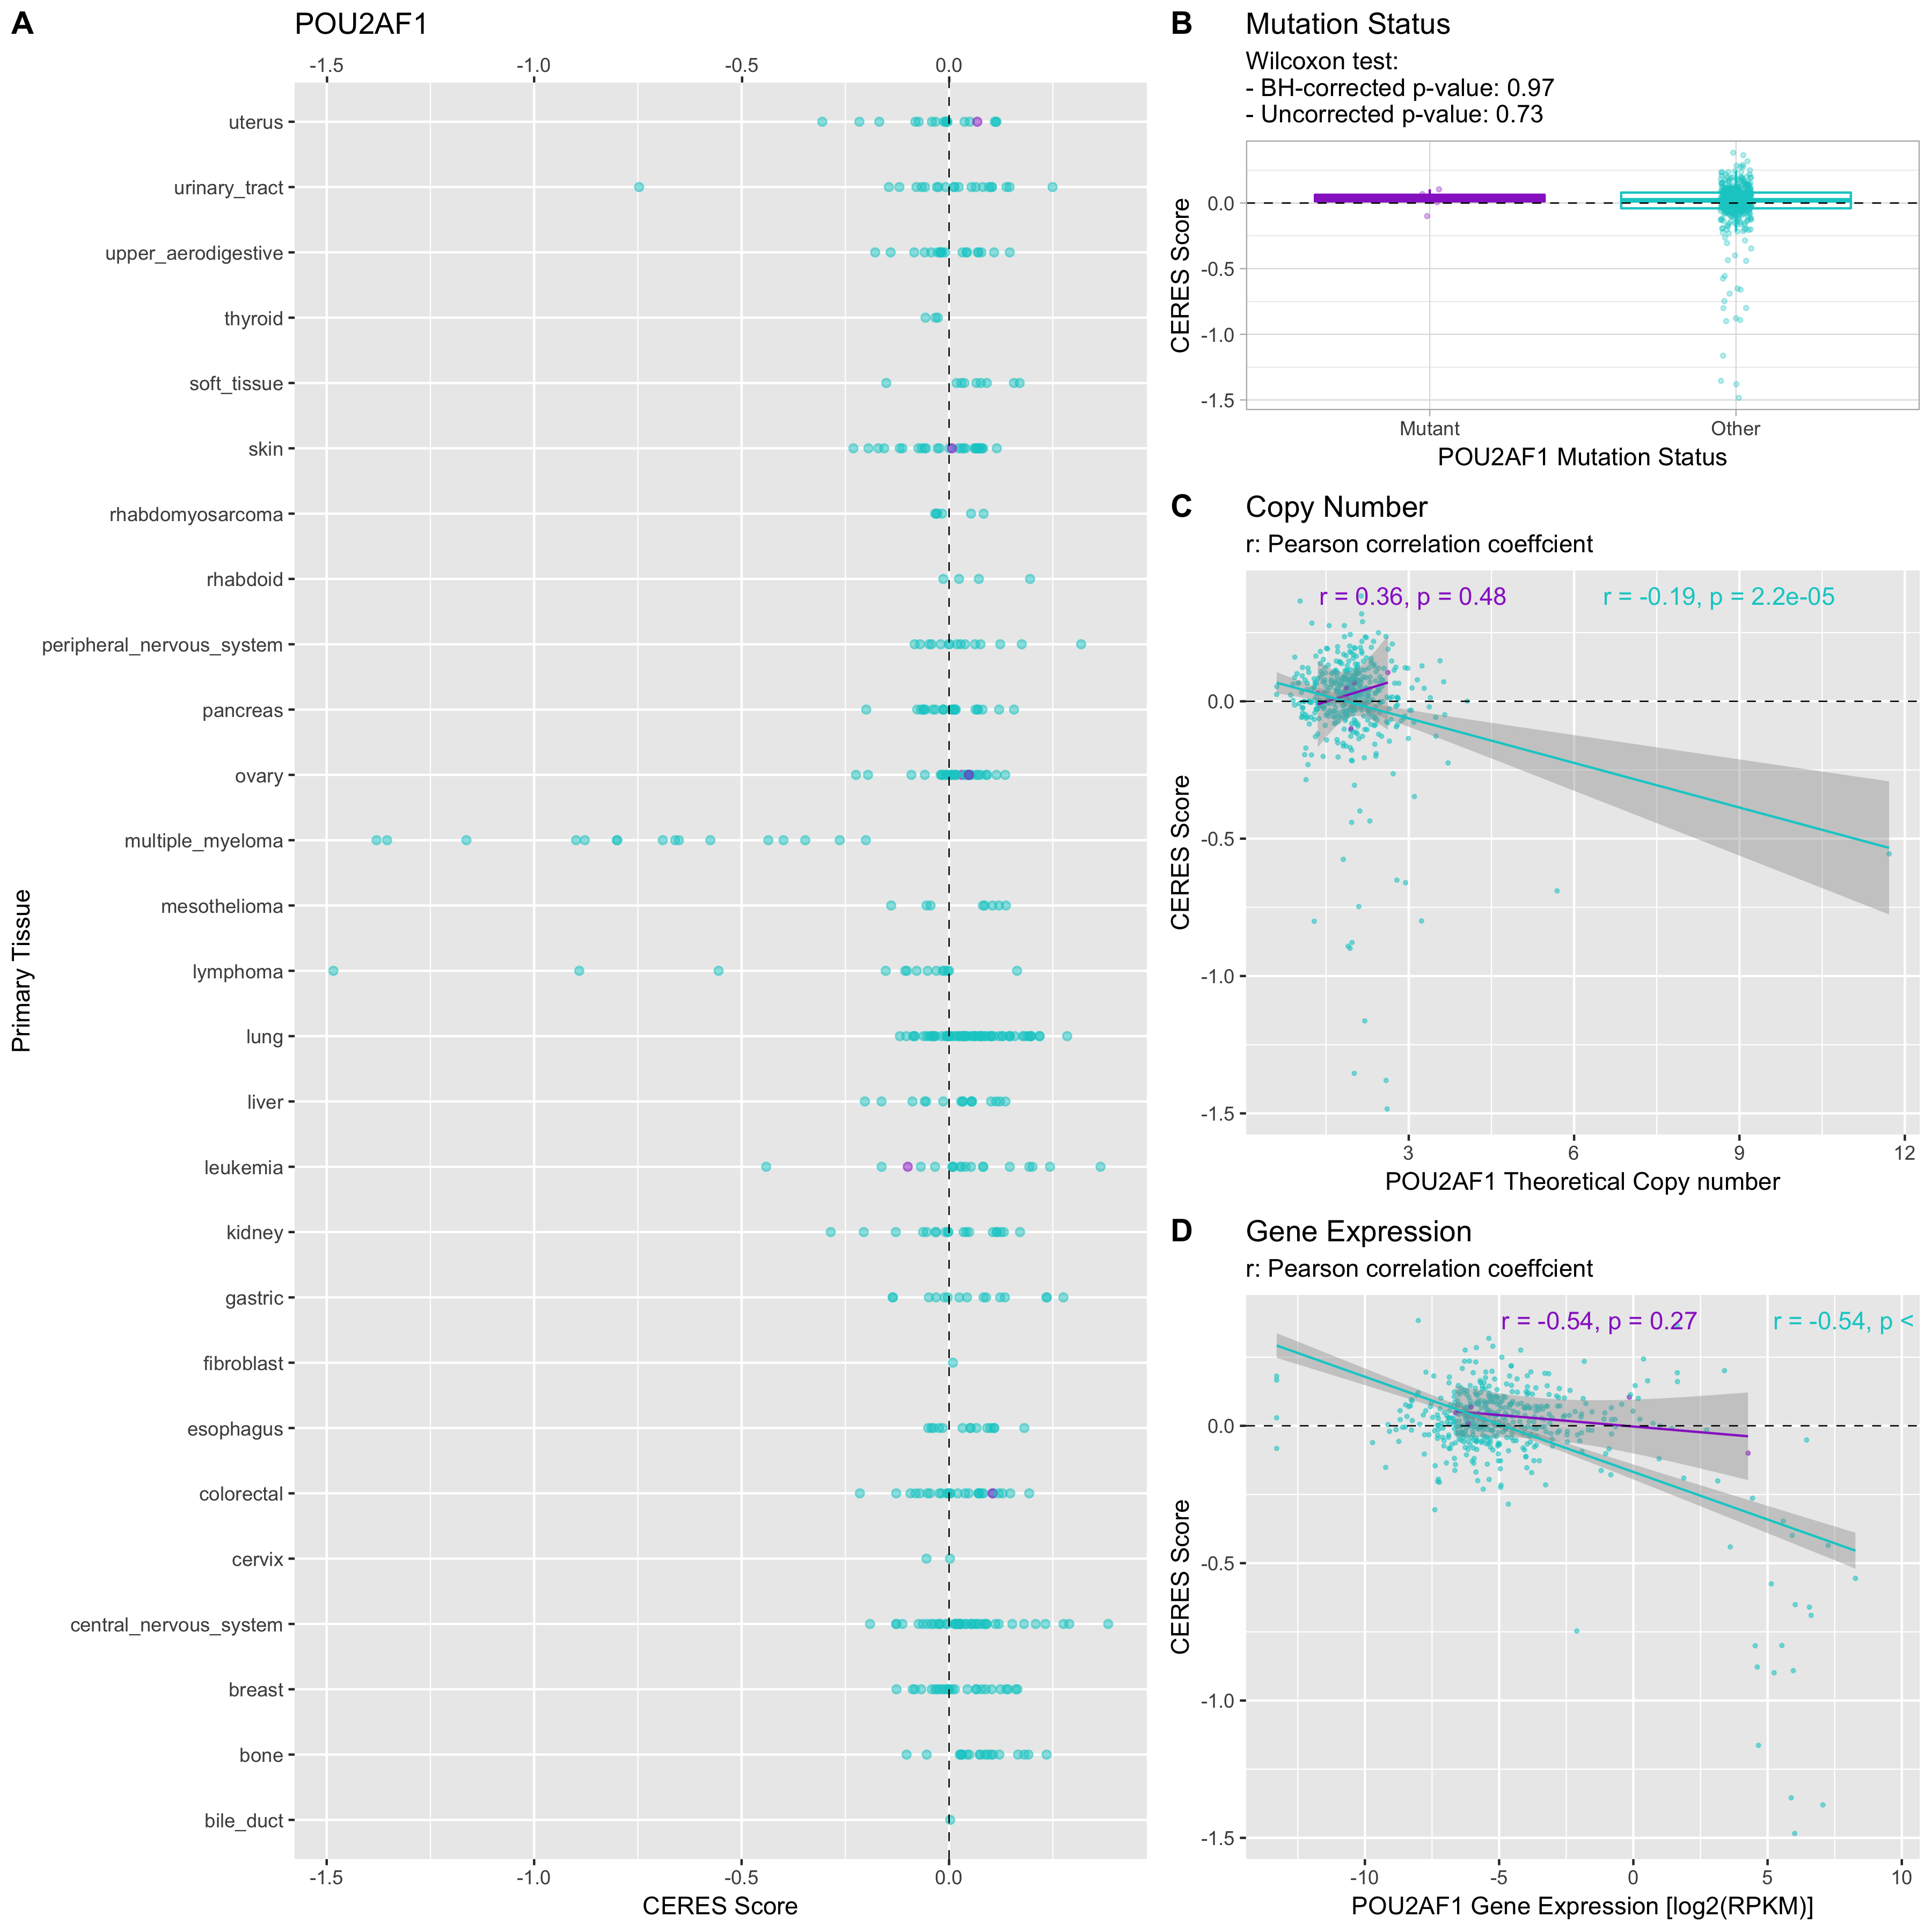 A
POU2AF1
-1.5 -1.0 -0.5 0.0
uterus
urinary_tract
upper_aerodigestive
thyroid
soft_tissue
skin
rhabdomyosarcoma
rhabdoid
peripheral_nervous_system
pancreas
ovary
multiple_myeloma
mesothelioma
lymphoma
lung
liver
leukemia
kidney
gastric
fibroblast
esophagus
colorectal
cervix
central_nervous_system
breast
bone
bile_duct
Primary Tissue
-1.5 -1.0 -0.5 0.0
CERES Score
B
Mutation Status
Wilcoxon test:
- BH-corrected p-value: 0.97
- Uncorrected p-value: 0.73
CERES Score
0.0
-0.5
-1.0
-1.5
Mutant Other
POU2AF1 Mutation Status
C
Copy Number
r: Pearson correlation coeffcient
r = 0.36, p = 0.48 r = -0.19, p = 2.2e-05
CERES Score
0.0
-0.5
-1.0
-1.5
3 6 9 12
POU2AF1 Theoretical Copy number
D
Gene Expression
r: Pearson correlation coeffcient
r = -0.54, p = 0.27 r = -0.54, p <
CERES Score
0.0
-0.5
-1.0
-1.5
-10 -5 0 5 10
POU2AF1 Gene Expression [log2(RPKM)]